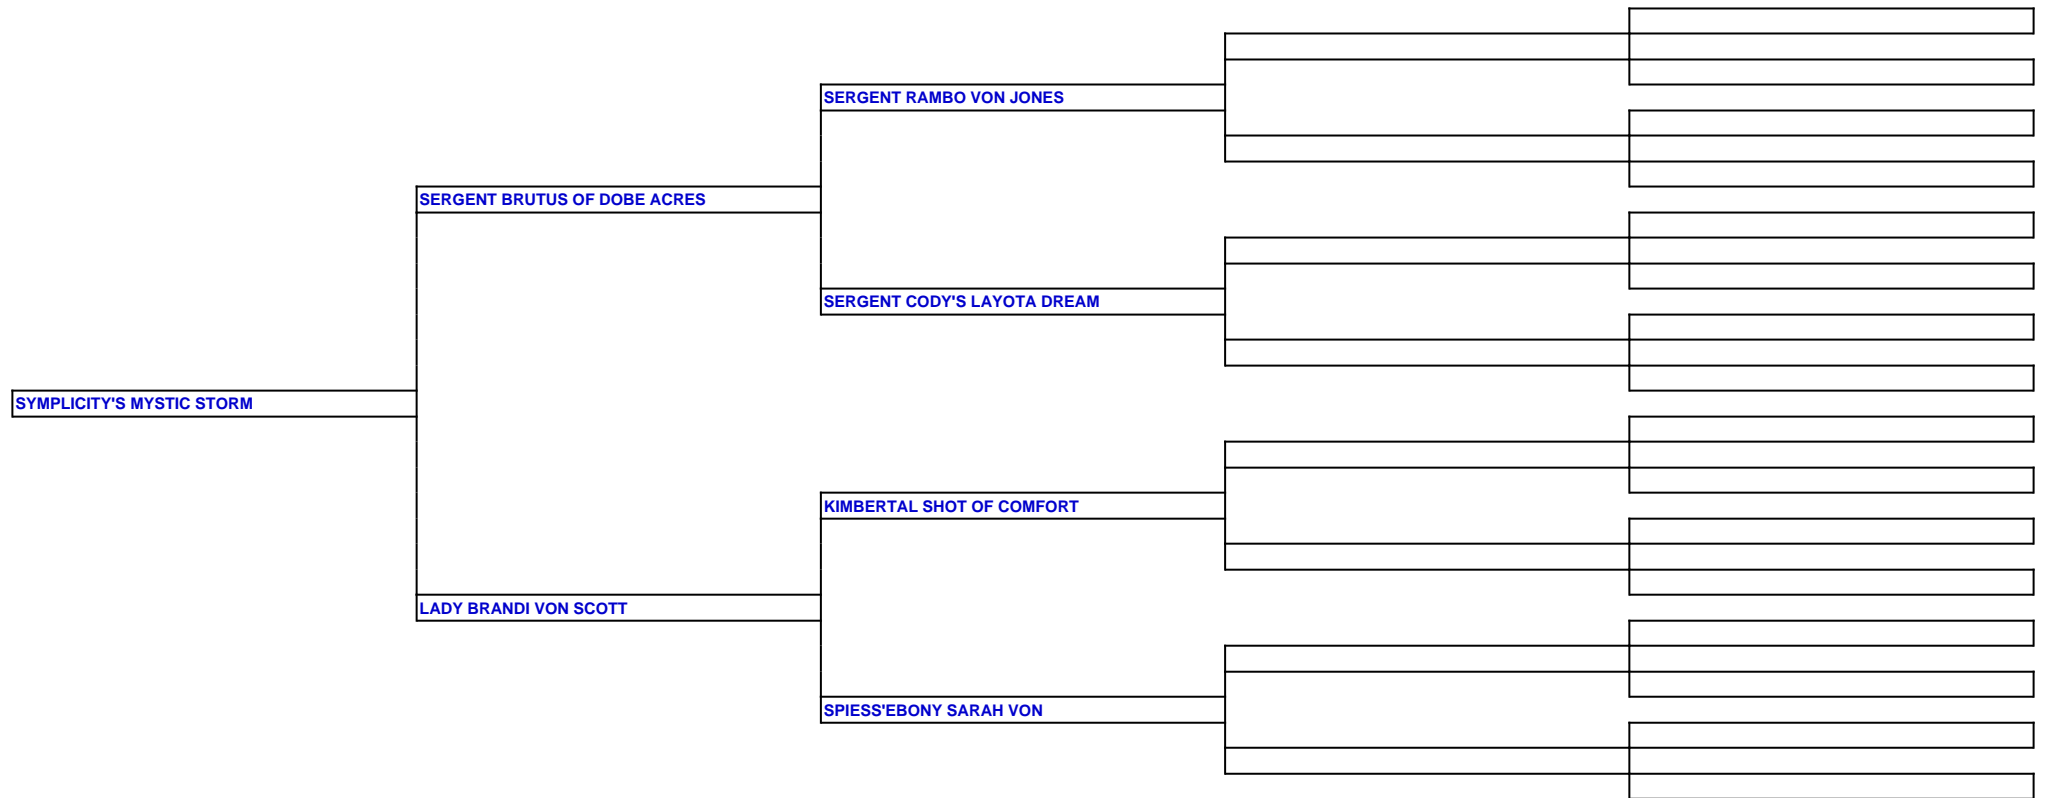 SERGENT RAMBO VON JONES
SERGENT BRUTUS OF DOBE ACRES
SERGENT CODY'S LAYOTA DREAM
SYMPLICITY'S MYSTIC STORM
KIMBERTAL SHOT OF COMFORT
LADY BRANDI VON SCOTT
SPIESS'EBONY SARAH VON